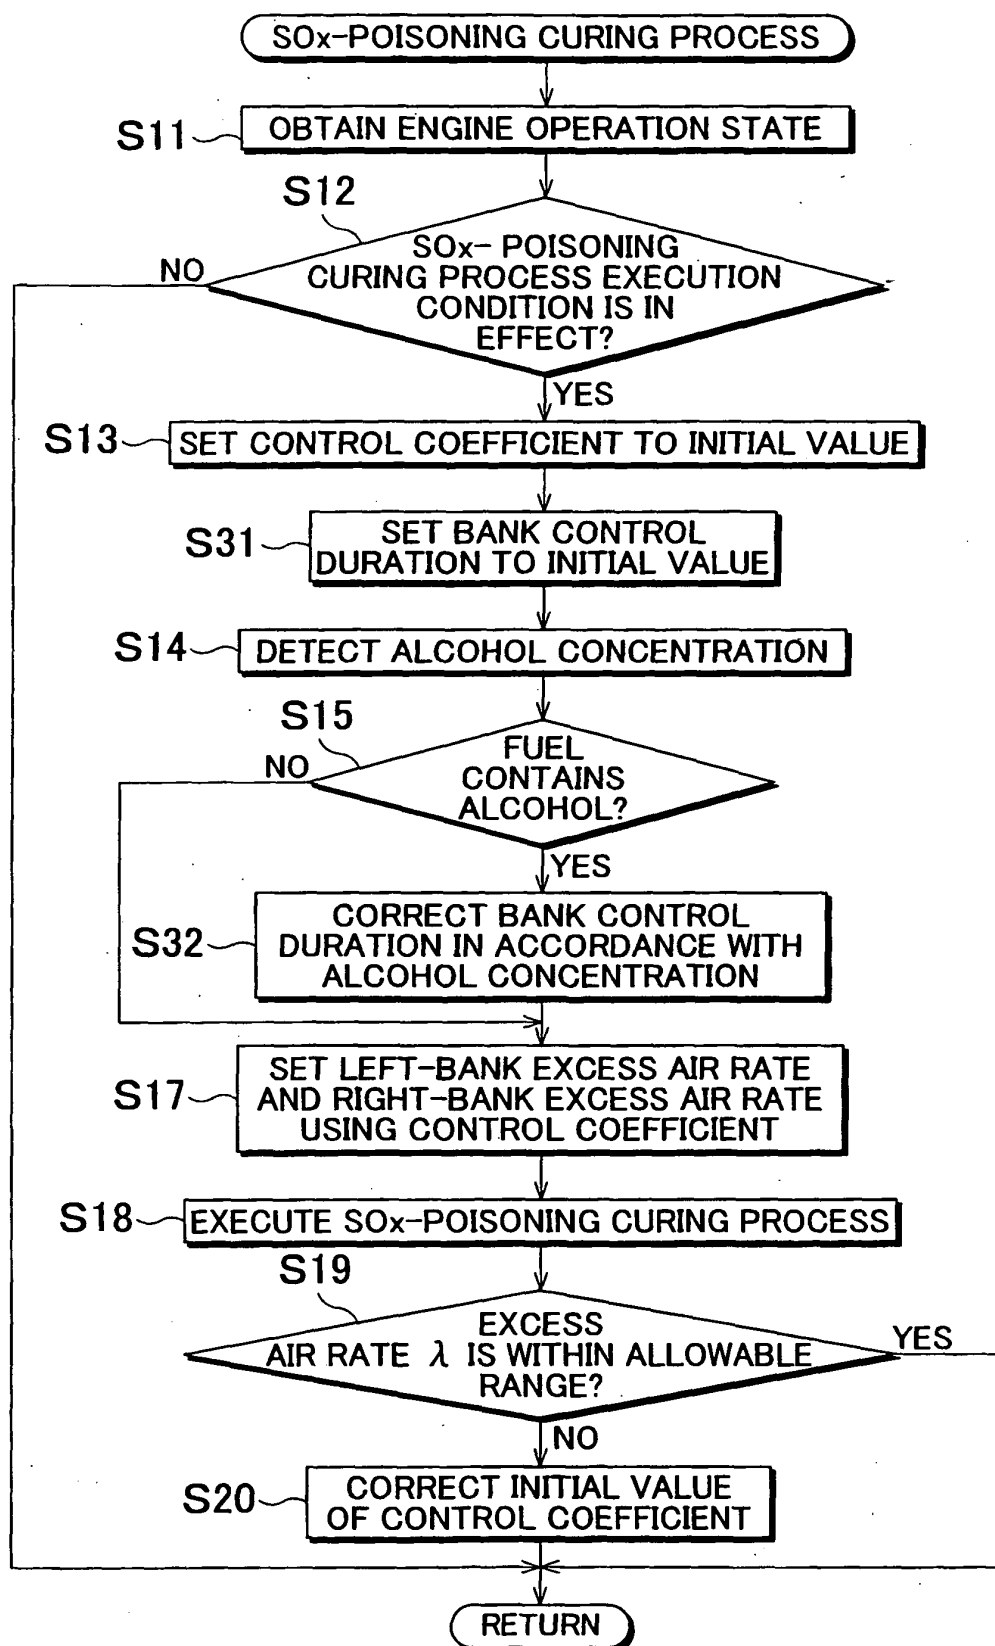 SOx-POISONING CURING PROCESS
S11
OBTAIN ENGINE OPERATION STATE
S12
SOx- POISONING
CURING PROCESS EXECUTION
CONDITION IS IN
EFFECT?
NO
YES
S13
SET CONTROL COEFFICIENT TO INITIAL VALUE
S31
SET BANK CONTROL
DURATION TO INITIAL VALUE
S14
DETECT ALCOHOL CONCENTRATION
S15
FUEL
CONTAINS
ALCOHOL?
NO
YES
S32
CORRECT BANK CONTROL
DURATION IN ACCORDANCE WITH
ALCOHOL CONCENTRATION
S17
SET LEFT-BANK EXCESS AIR RATE
AND RIGHT-BANK EXCESS AIR RATE
USING CONTROL COEFFICIENT
S18
EXECUTE SOx-POISONING CURING PROCESS
S19
EXCESS
AIR RATE λ IS WITHIN ALLOWABLE
RANGE?
YES
NO
S20
CORRECT INITIAL VALUE
OF CONTROL COEFFICIENT
RETURN